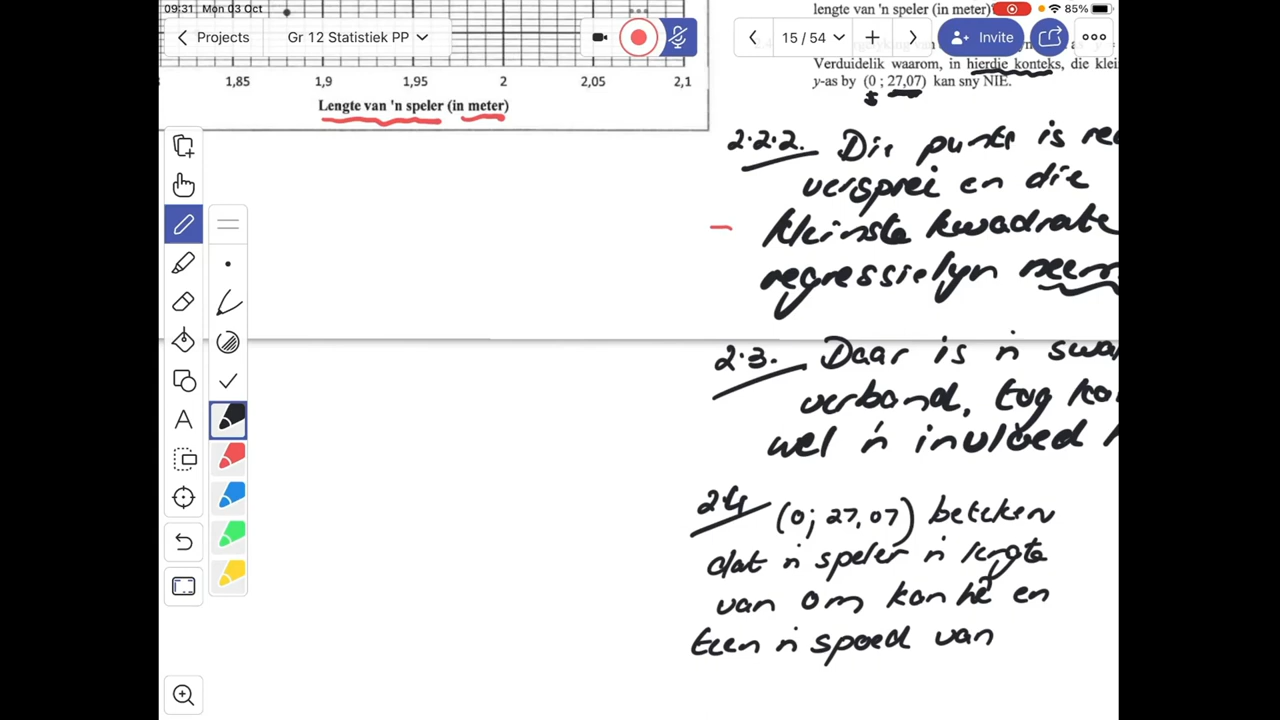 09:31 Mon 03 Oct
85%
Projects
Gr 12 Statistiek PP
15 / 54
Invite
lengte van 'n speler (in meter)
Verduidelik waarom, in hierdie konteks, die klei
y-as by (0 ; 27,07) kan sny NIE.
1,85 1,9 1,95 2 2,05 2,1
Lengte van 'n speler (in meter)
2.2.2. Die punte is
versprei en die
kleinste kwadrate
regressielyn
2.3. Daar is 'n
verband, tog
wel 'n invloed
2.4 (0; 27,07) beteken
dat 'n speler 'n lengte
van 0m kan hê en
teen 'n spoed van
A